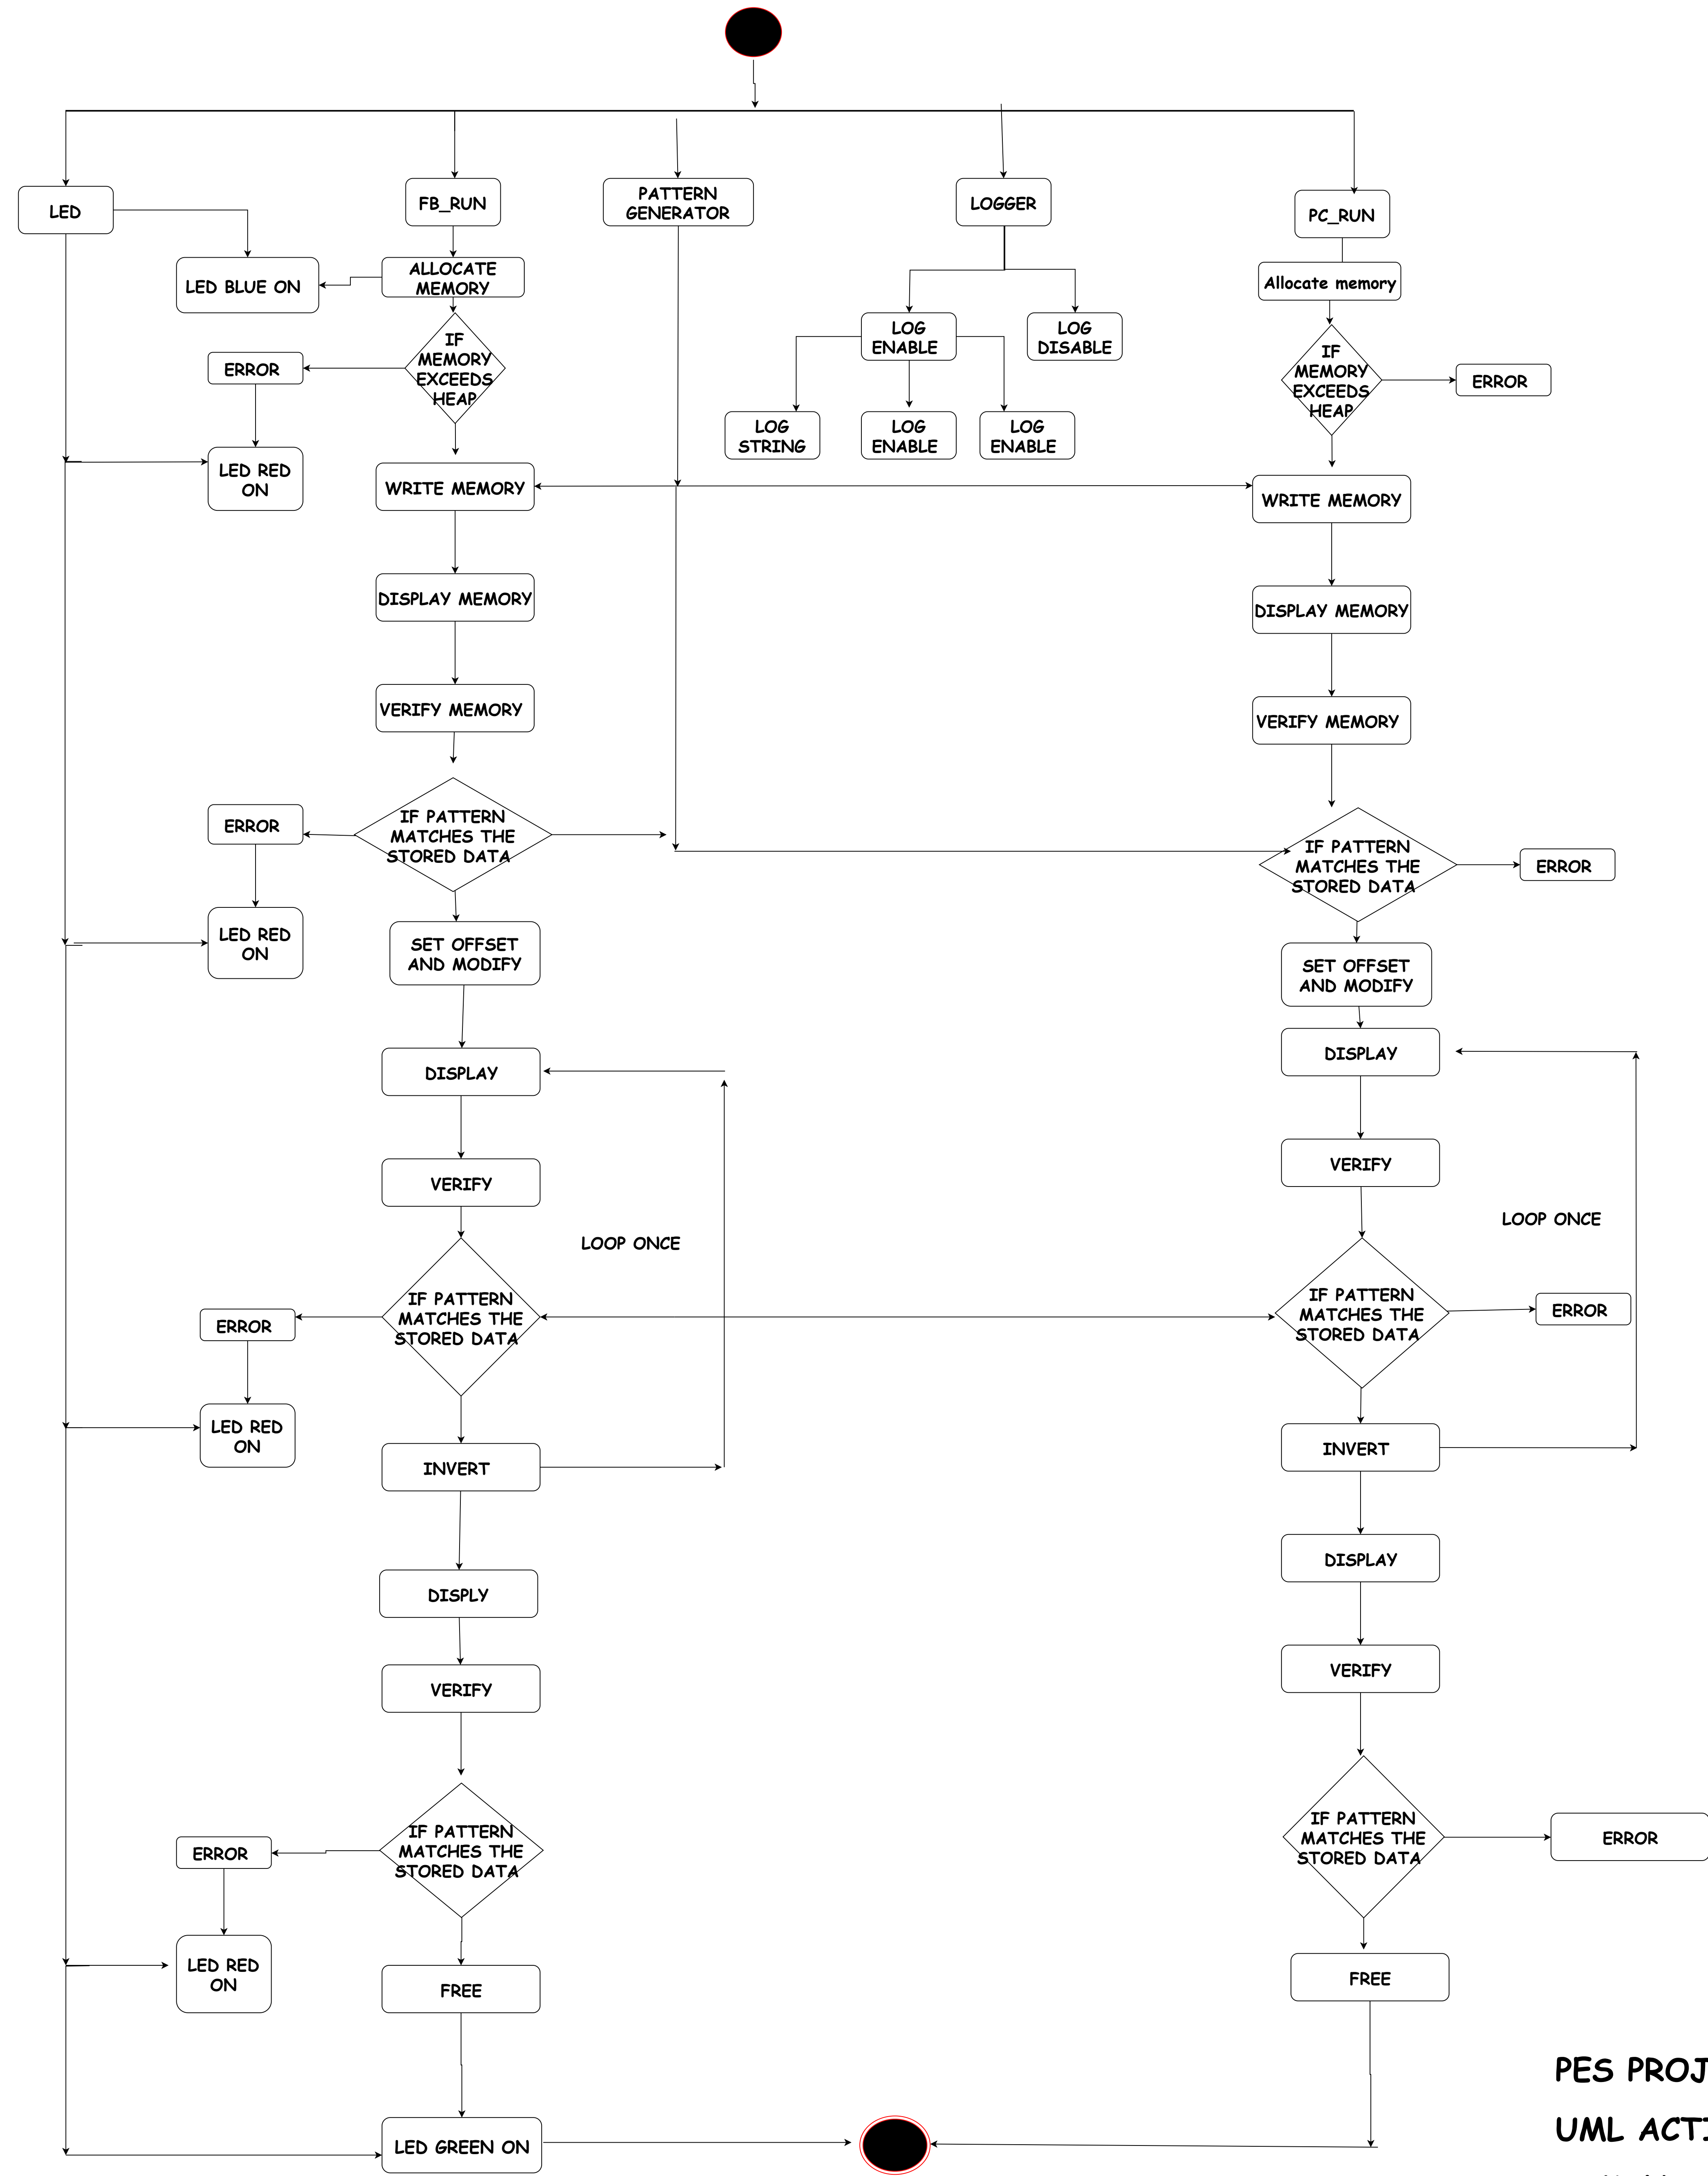 LED
FB_RUN
PATTERN
GENERATOR
LOGGER
PC_RUN
LED BLUE ON
ALLOCATE
MEMORY
Allocate memory
IF
MEMORY
EXCEEDS
HEAP
ERROR
LOG
ENABLE
LOG
DISABLE
IF
MEMORY
EXCEEDS
HEAP
ERROR
LOG
STRING
LOG
ENABLE
LOG
ENABLE
LED RED
ON
WRITE MEMORY
WRITE MEMORY
DISPLAY MEMORY
DISPLAY MEMORY
VERIFY MEMORY
VERIFY MEMORY
ERROR
IF PATTERN
MATCHES THE
STORED DATA
IF PATTERN
MATCHES THE
STORED DATA
ERROR
LED RED
ON
SET OFFSET
AND MODIFY
SET OFFSET
AND MODIFY
DISPLAY
DISPLAY
VERIFY
VERIFY
LOOP ONCE
LOOP ONCE
ERROR
IF PATTERN
MATCHES THE
STORED DATA
IF PATTERN
MATCHES THE
STORED DATA
ERROR
LED RED
ON
INVERT
INVERT
DISPLY
DISPLAY
VERIFY
VERIFY
ERROR
IF PATTERN
MATCHES THE
STORED DATA
IF PATTERN
MATCHES THE
STORED DATA
ERROR
LED RED
ON
FREE
FREE
PES PROJ
UML ACTI
LED GREEN ON